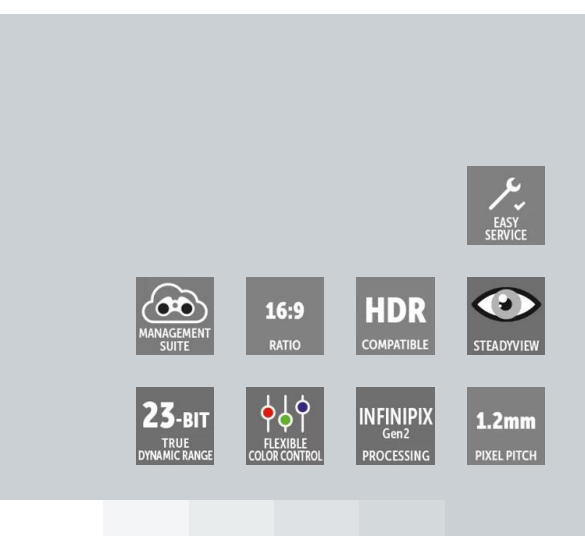 EASY
SERVICE
MANAGEMENT
SUITE
16:9
RATIO
HDR
COMPATIBLE
STEADYVIEW
23-BIT
TRUE
DYNAMIC RANGE
FLEXIBLE
COLOR CONTROL
INFINIPIX
Gen2
PROCESSING
1.2mm
PIXEL PITCH